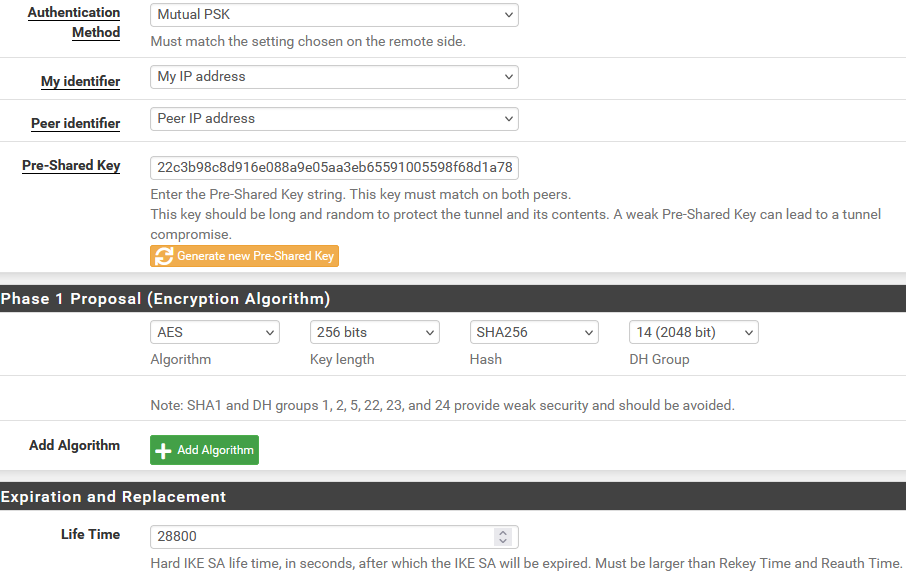 Authentication Method
Mutual PSK
Must match the setting chosen on the remote side.
My identifier
My IP address
Peer identifier
Peer IP address
Pre-Shared Key
22c3b98c8d916e088a9e05aa3eb65591005598f68d1a78
Enter the Pre-Shared Key string. This key must match on both peers.
This key should be long and random to protect the tunnel and its contents. A weak Pre-Shared Key can lead to a tunnel
compromise.
Generate new Pre-Shared Key
Phase 1 Proposal (Encryption Algorithm)
AES 256 bits SHA256 14 (2048 bit)
Algorithm Key length Hash DH Group
Note: SHA1 and DH groups 1, 2, 5, 22, 23, and 24 provide weak security and should be avoided.
Add Algorithm
Add Algorithm
Expiration and Replacement
Life Time
28800
Hard IKE SA life time, in seconds, after which the IKE SA will be expired. Must be larger than Rekey Time and Reauth Time.